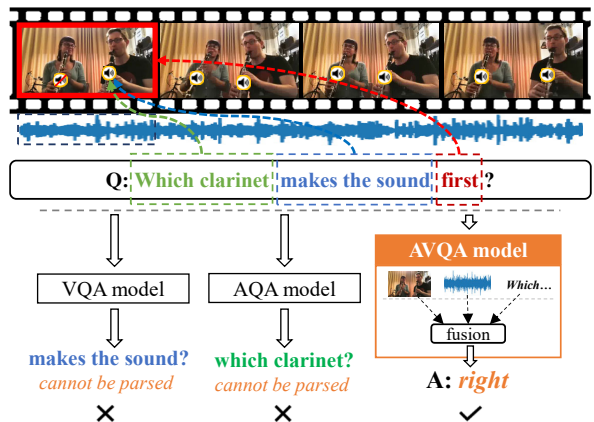 Q: Which clarinet makes the sound first ?
AVQA model
Which...
VQA model
AQA model
fusion
makes the sound?
cannot be parsed
which clarinet?
cannot be parsed
A: right